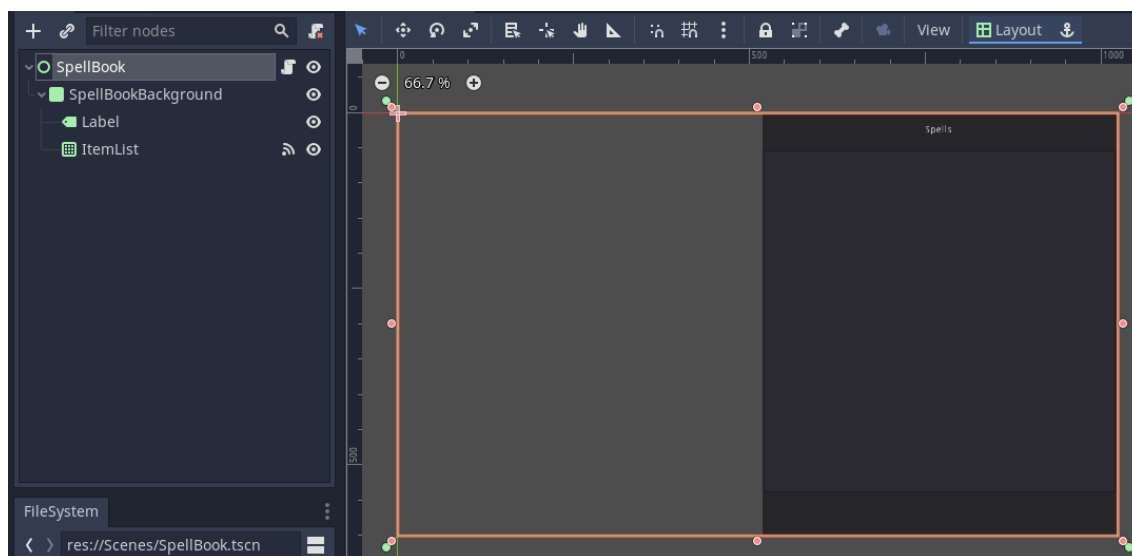 Filter nodes
View
Layout
SpellBook
0
500
1000
66.7 %
SpellBookBackground
0
Label
Spells
ItemList
500
FileSystem
res://Scenes/SpellBook.tscn